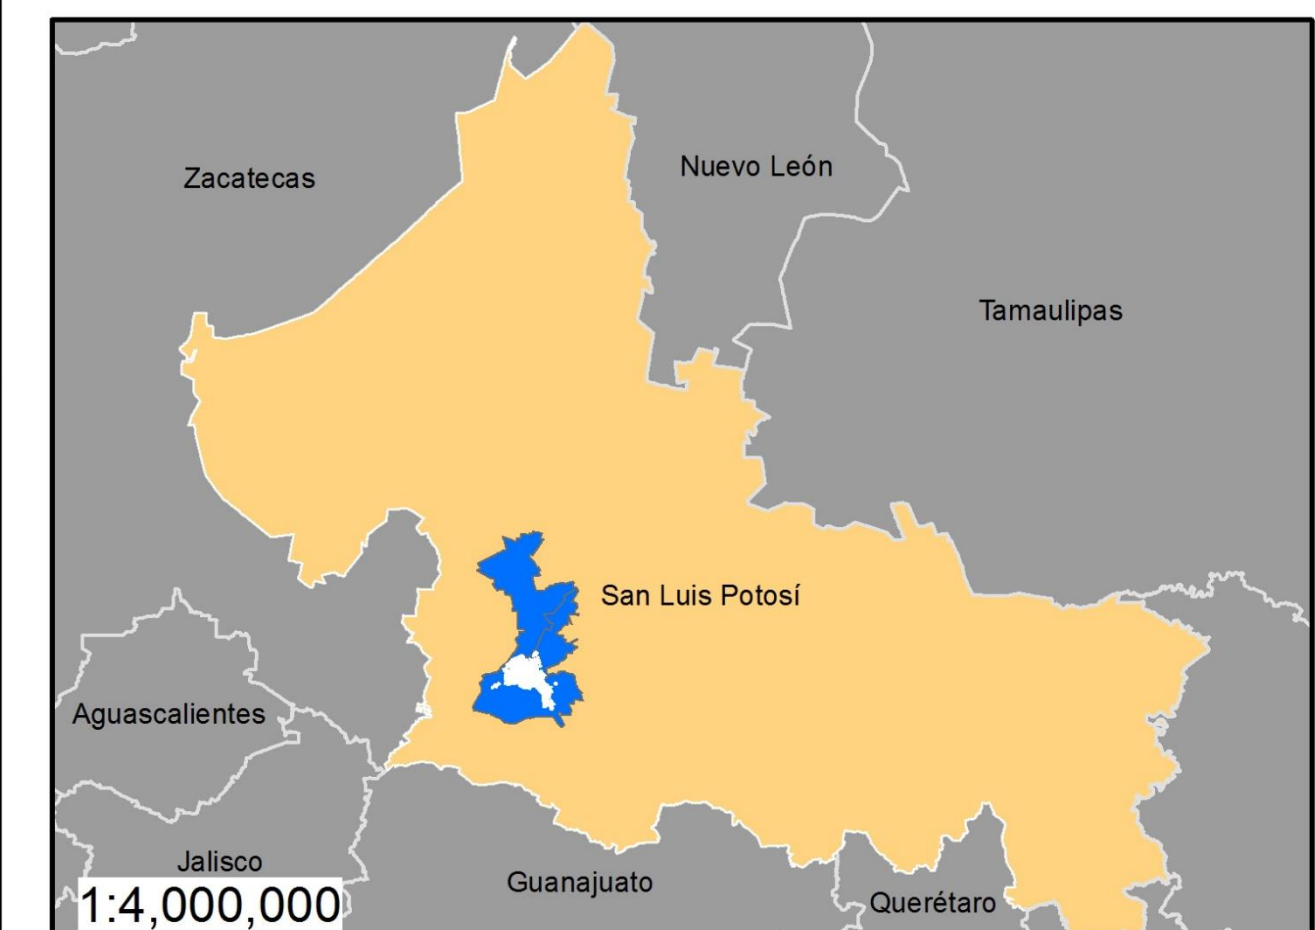 Nuevo León
Zacatecas
Tamaulipas
San Luis Potosí
Aguascalientes
Jalisco
Guanajuato
Querétaro
1:4,000,000